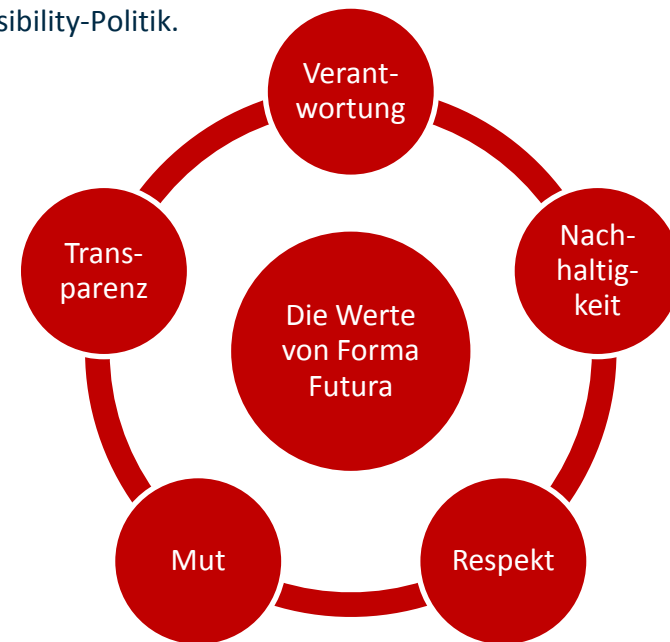 sibility-Politik.
Verant-
wortung
Nach-
haltig-
keit
Respekt
Mut
Trans-
parenz
Die Werte
von Forma
Futura